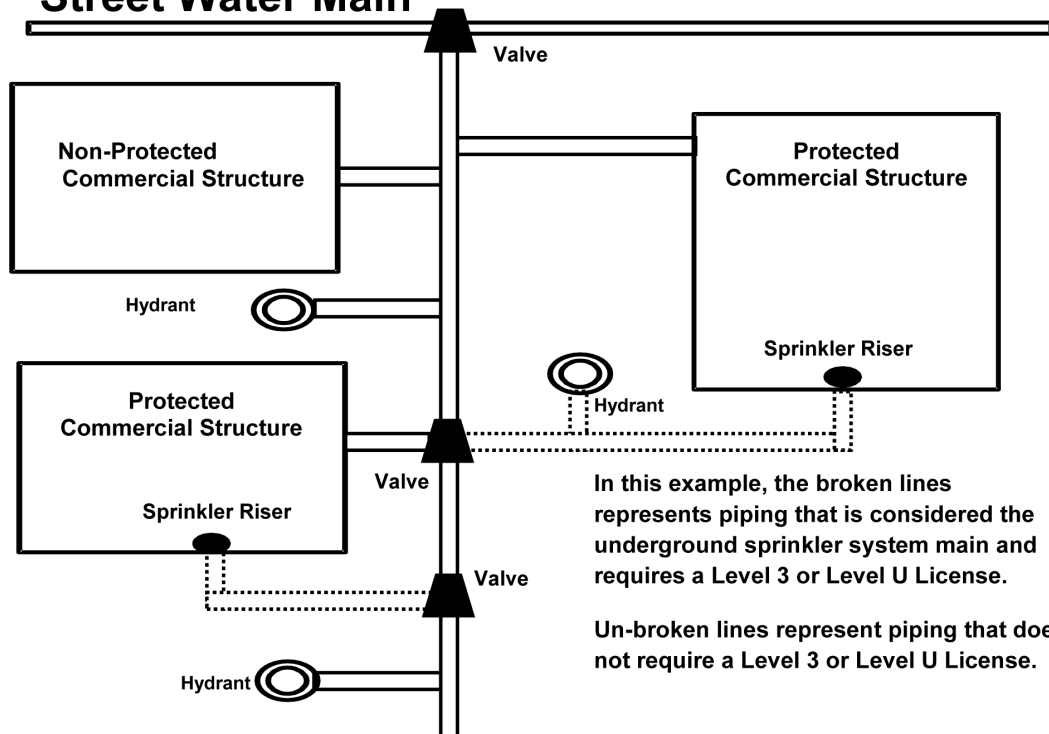 Street Water Main
Valve
Non-Protected
Commercial Structure
Protected
Commercial Structure
Hydrant
Sprinkler Riser
Protected
Commercial Structure
Hydrant
Valve
Sprinkler Riser
In this example, the broken lines
represents piping that is considered the
underground sprinkler system main and
requires a Level 3 or Level U License.
Valve
Un-broken lines represent piping that doe
not require a Level 3 or Level U License.
Hydrant